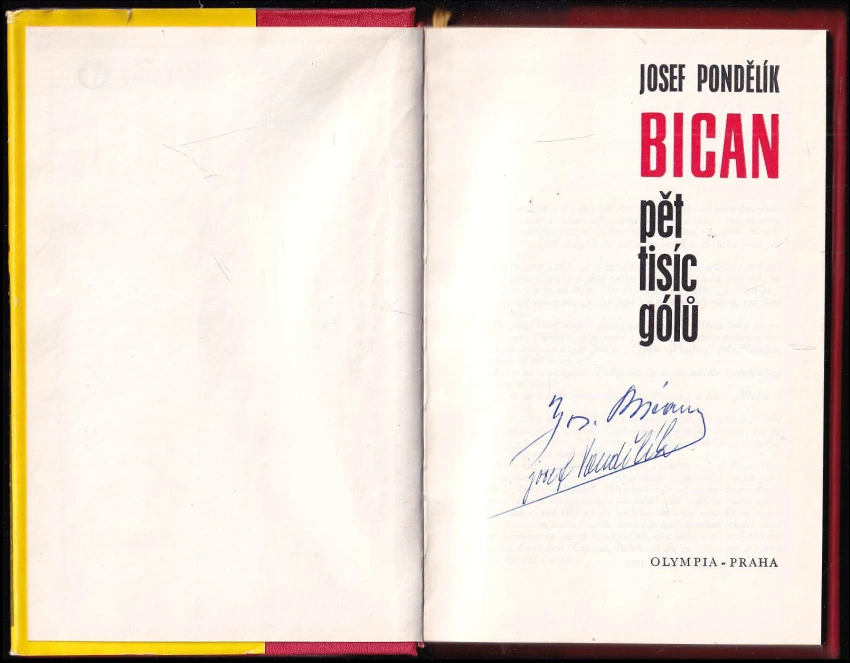 JOSEF PONDĚLÍK
BICAN
pět
tisíc
gólů
Jos. Bican
Josef Pondělík
OLYMPIA - PRAHA